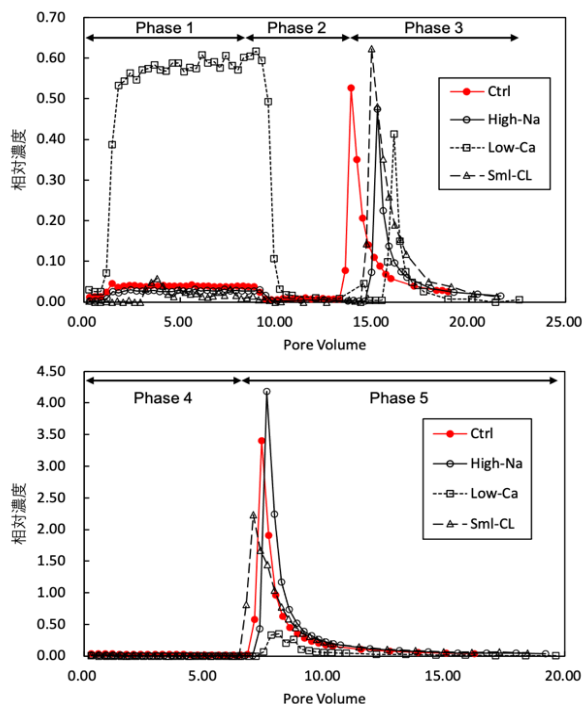 Phase 1 Phase 2 Phase 3
0.70
0.60
0.50
0.40
0.30
0.20
0.10
0.00
相対濃度
Ctrl
High-Na
Low-Ca
Sml-CL
0.00 5.00 10.00 15.00 20.00 25.00
Pore Volume
Phase 4 Phase 5
4.50
4.00
3.50
3.00
2.50
2.00
1.50
1.00
0.50
0.00
相対濃度
Ctrl
High-Na
Low-Ca
Sml-CL
0.00 5.00 10.00 15.00 20.00
Pore Volume